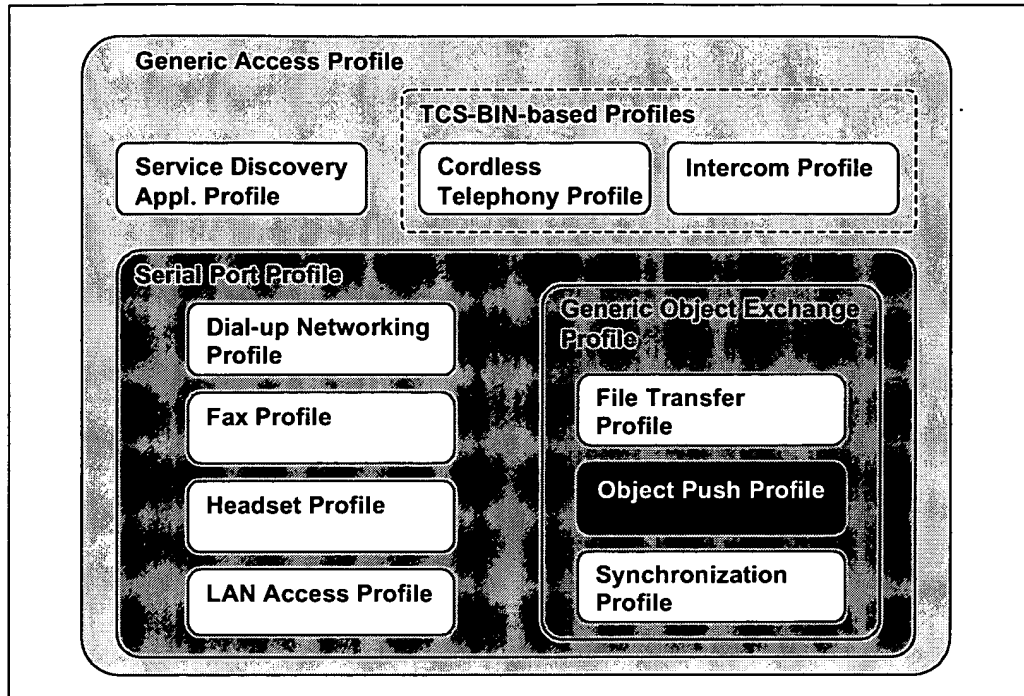 Generic Access Profile
TCS-BIN-based Profiles
Service Discovery
Appl. Profile
Cordless
Telephony Profile
Intercom Profile
Serial Port Profile
Dial-up Networking
Profile
Fax Profile
Headset Profile
LAN Access Profile
Generic Object Exchange
Profile
File Transfer
Profile
Object Push Profile
Synchronization
Profile